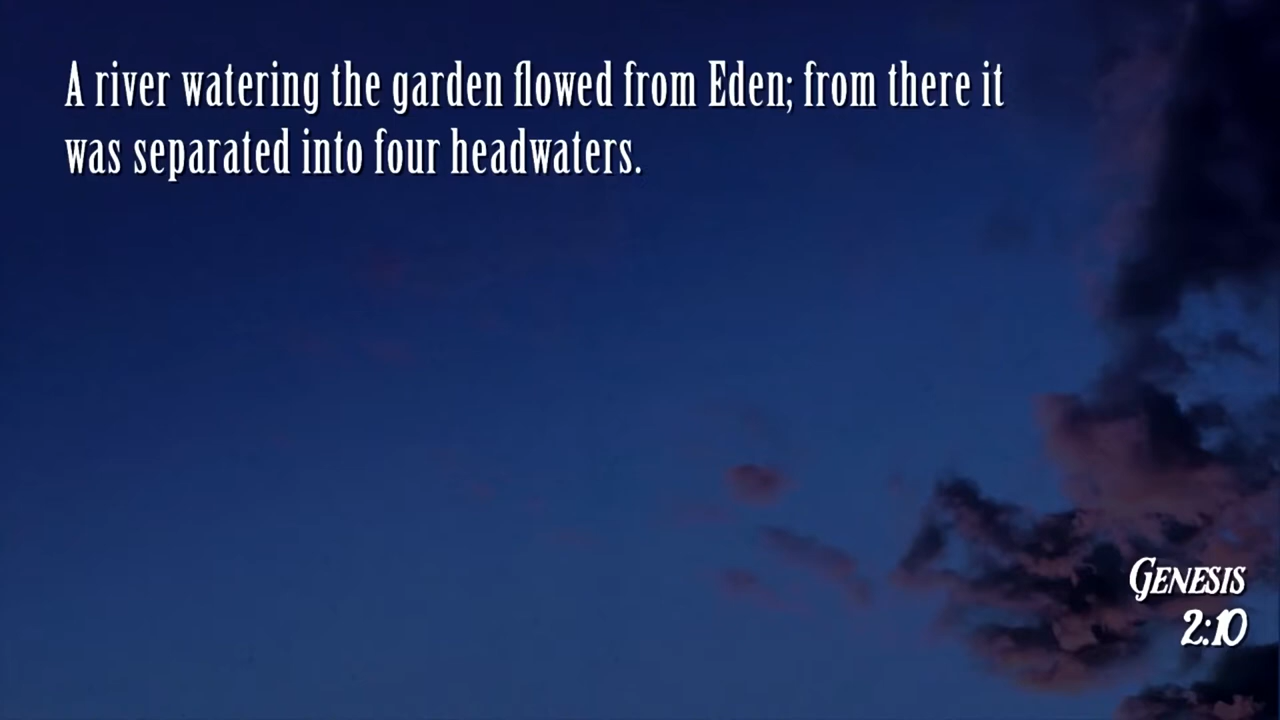 A river watering the garden flowed from Eden; from there it
was separated into four headwaters.
Genesis
2:10